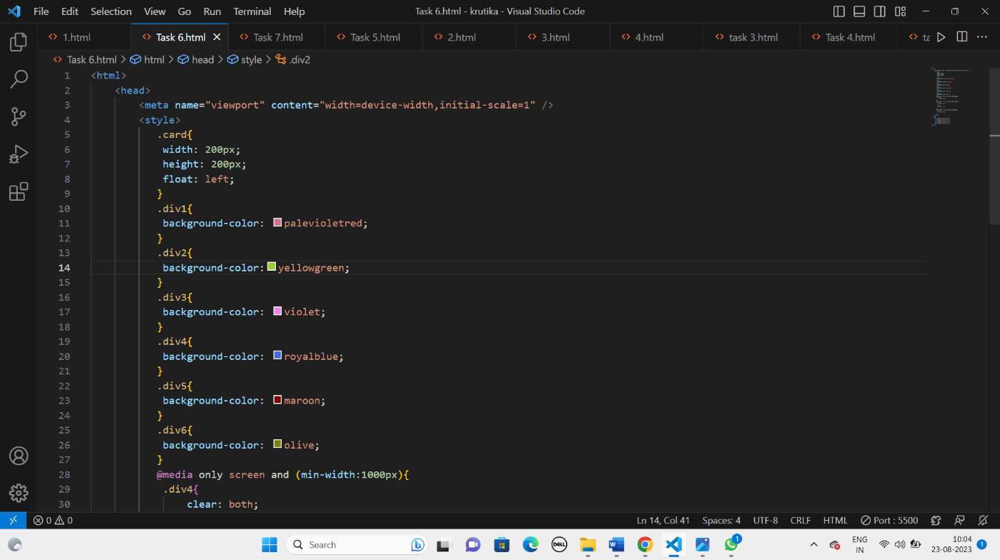 File Edit Selection View Go Run Terminal Help Task 6.html - krutika - Visual Studio Code
1.html Task 6.html Task 7.html Task 5.html 2.html 3.html 4.html task 3.html Task 4.html ta
Task 6.html > html > head > style > .div2
1 <html>
2 <head>
3 <meta name="viewport" content="width=device-width,initial-scale=1" />
4 <style>
5 .card{
6 width: 200px;
7 height: 200px;
8 float: left;
9 }
10 .div1{
11 background-color: palevioletred;
12 }
13 .div2{
14 background-color: yellowgreen;
15 }
16 .div3{
17 background-color: violet;
18 }
19 .div4{
20 background-color: royalblue;
21 }
22 .div5{
23 background-color: maroon;
24 }
25 .div6{
26 background-color: olive;
27 }
28 @media only screen and (min-width:1000px){
29 .div4{
30 clear: both;
0 0 Ln 14, Col 41 Spaces: 4 UTF-8 CRLF HTML Port : 5500
Search DELL 1 ENG 10:04 1
IN 23-08-2023